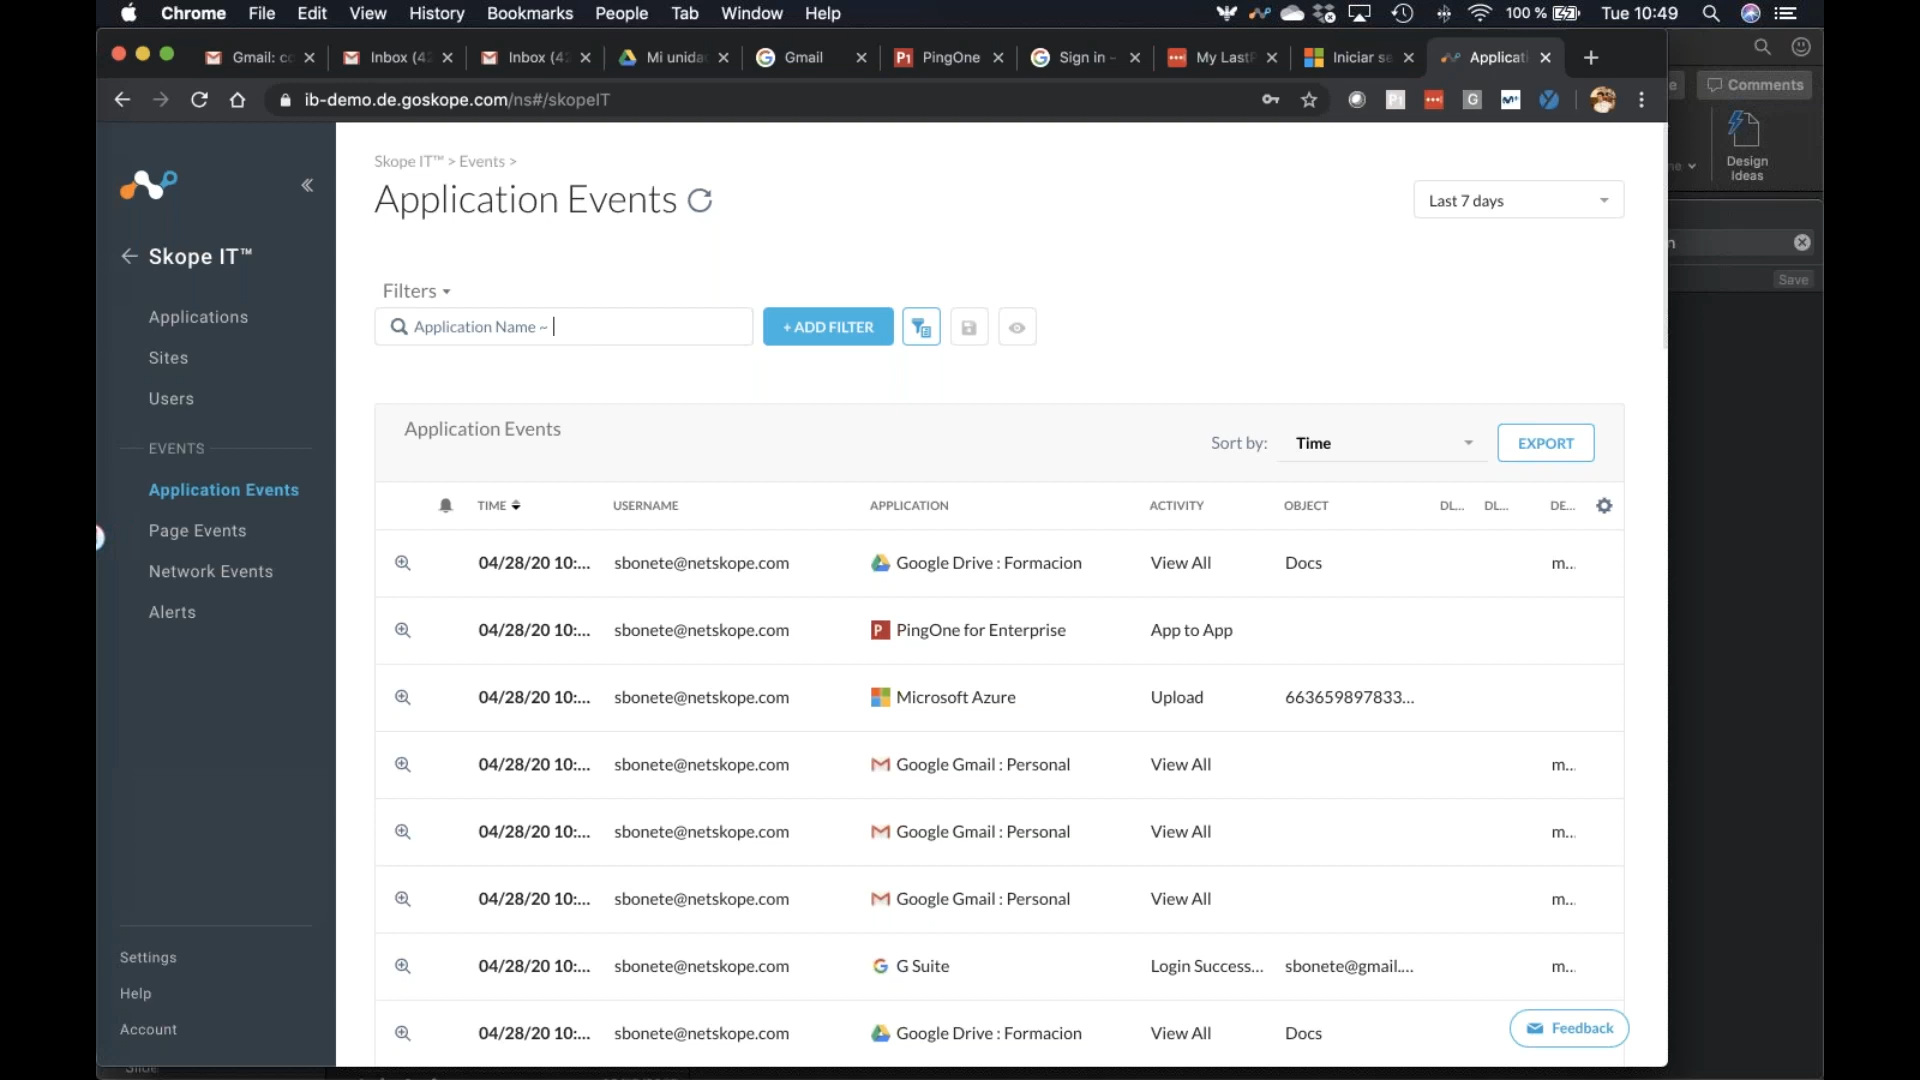 Chrome File Edit View History Bookmarks People Tab Window Help 100 % Tue 10:49
Gmail: co Inbox (42 Inbox (42 Mi unida Gmail PingOne Sign in - My LastP Iniciar se Applicati
ib-demo.de.goskope.com/ns#/skopeIT
Comments
Design
Ideas
Save
Skope IT™
Applications
Sites
Users
EVENTS
Application Events
Page Events
Network Events
Alerts
Settings
Help
Account
Skope IT™ > Events >
Application Events
Last 7 days
Filters
Application Name ~
+ ADD FILTER
Application Events
Sort by: Time EXPORT
TIME USERNAME APPLICATION ACTIVITY OBJECT DL... DL... DE...
04/28/20 10:... sbonete@netskope.com Google Drive : Formacion View All Docs m...
04/28/20 10:... sbonete@netskope.com PingOne for Enterprise App to App
04/28/20 10:... sbonete@netskope.com Microsoft Azure Upload 663659897833...
04/28/20 10:... sbonete@netskope.com Google Gmail : Personal View All m...
04/28/20 10:... sbonete@netskope.com Google Gmail : Personal View All m...
04/28/20 10:... sbonete@netskope.com Google Gmail : Personal View All m...
04/28/20 10:... sbonete@netskope.com G Suite Login Success... sbonete@gmail.... m...
04/28/20 10:... sbonete@netskope.com Google Drive : Formacion View All Docs
Feedback